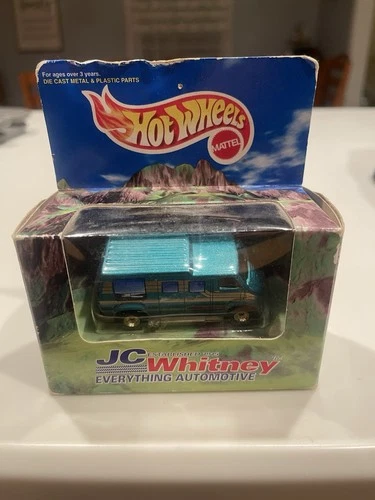 For ages over 3 years.
DIE CAST METAL & PLASTIC PARTS
HOT WHEELS
MATTEL
JC Whitney
EVERYTHING AUTOMOTIVE